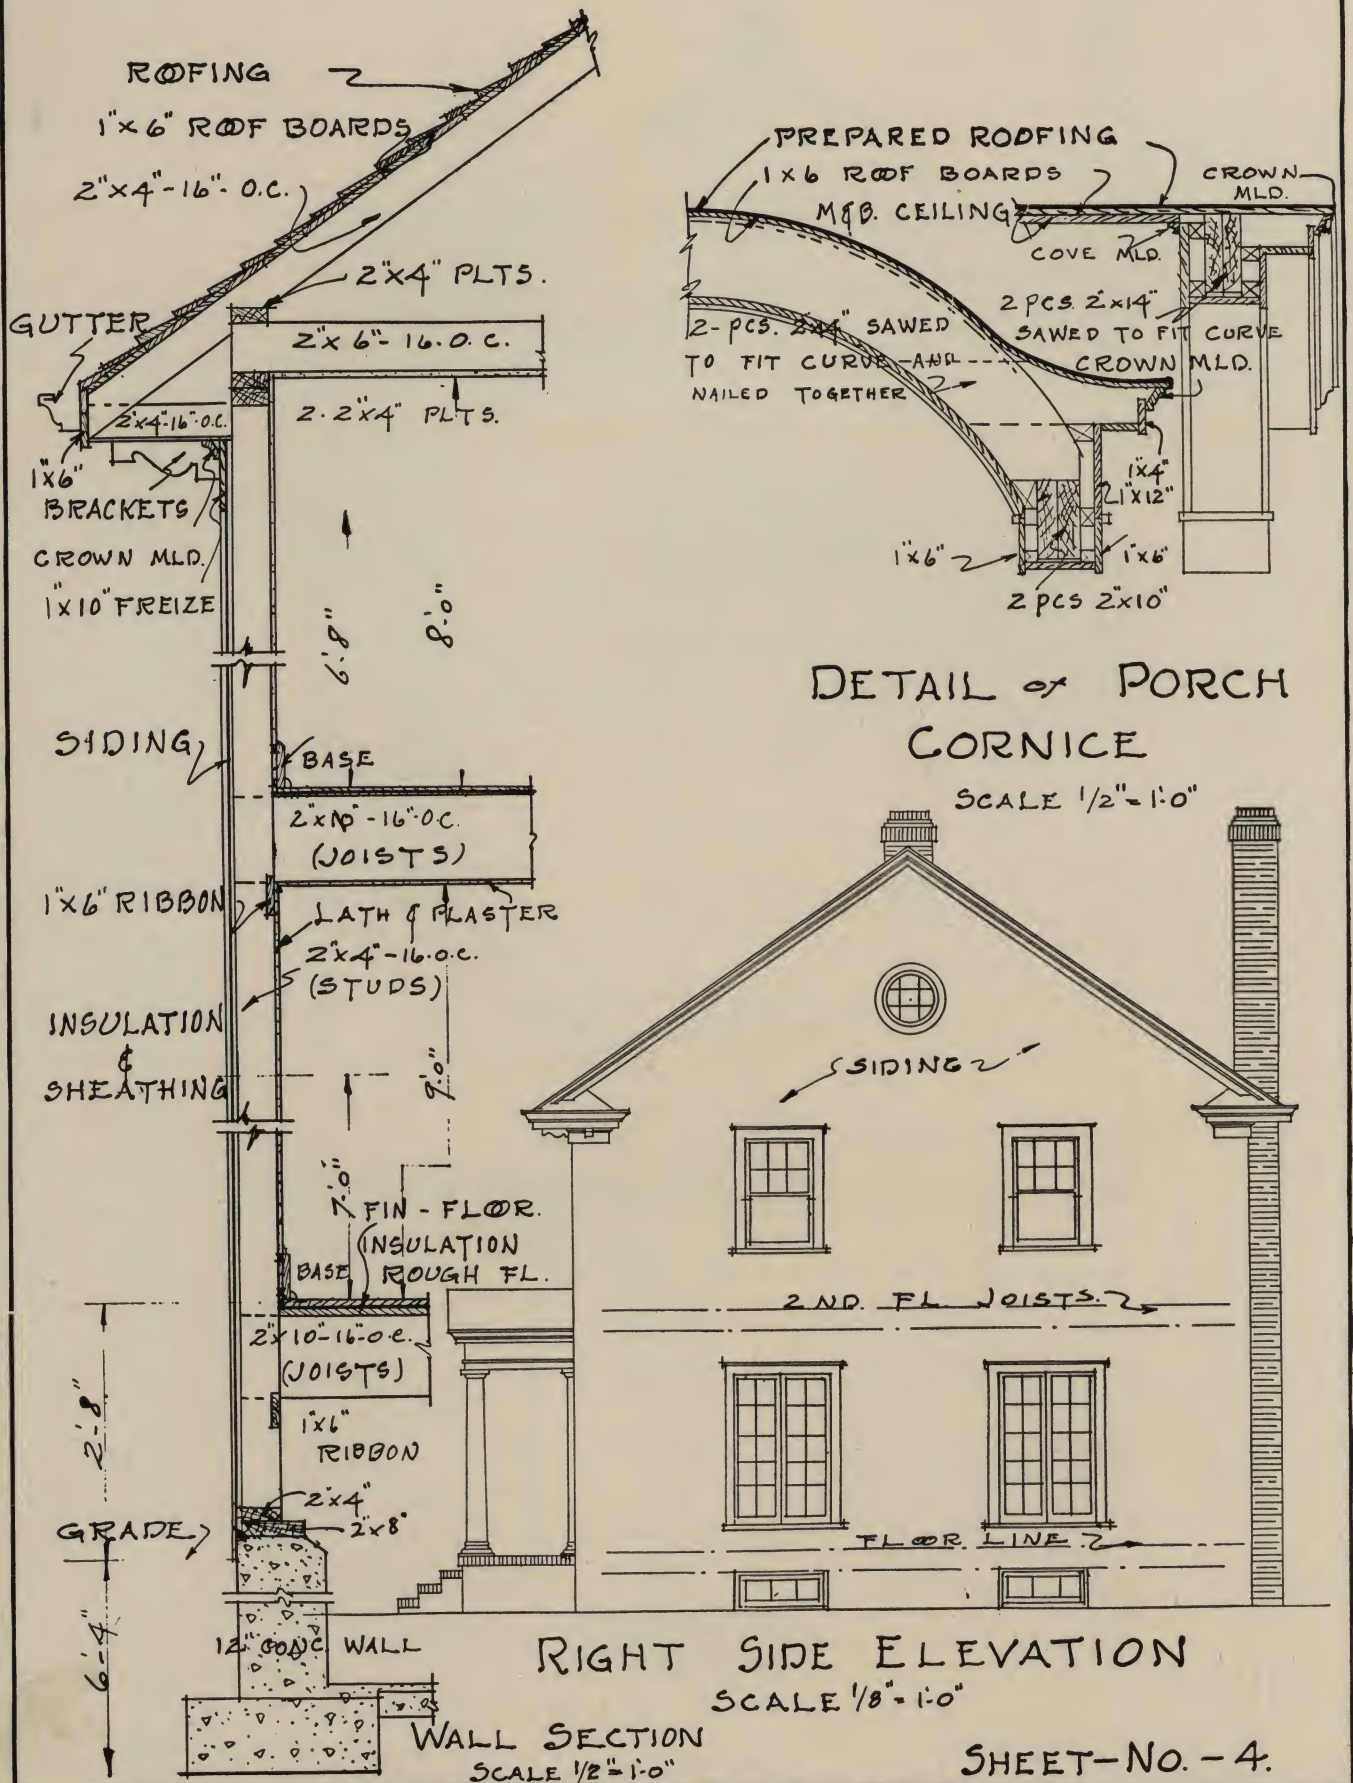 ROOFING
1"x6" ROOF BOARDS
2"x4"-16"- O.C.
2"x4" PLTS.
GUTTER
2"x6"-16.O.C.
2"x4"-16"-O.C.
2-2"x4" PLTS.
1"x6"
BRACKETS
CROWN MLD.
1"x10" FREIZE
6'-8"
8'-0"
SIDING
BASE
-16"-O.C.
(JOISTS)
1"x6" RIBBON
LATH & PLASTER
2"x4"-16.O.C.
(STUDS)
INSULATION
&
SHEATHING
9'-0"
7'-0"
FIN-FLOOR.
INSULATION
ROUGH FL.
BASE
2"x10-16-O.C.
(JOISTS)
2'-8"
1"x6"
RIBBON
2"x4"
2"x8"
GRADE
6'-4"
12" CONC. WALL
WALL SECTION
SCALE 1/2"=1'-0"
PREPARED ROOFING
1x6 ROOF BOARDS
M&B. CEILING
CROWN
MLD.
COVE MLD.
2 PCS. 2"x14"
SAWED TO FIT CURVE
CROWN MLD.
2-PCS. SAWED
TO FIT CURVE AND
NAILED TOGETHER
1"x4"
1"x12"
1"x6"
1"x6"
2 PCS 2"x10"
DETAIL of PORCH
CORNICE
SCALE 1/2"=1'-0"
SIDING
2ND. FL. JOISTS.
FLOOR LINE
RIGHT SIDE ELEVATION
SCALE 1/8"=1'-0"
SHEET-NO.-4.